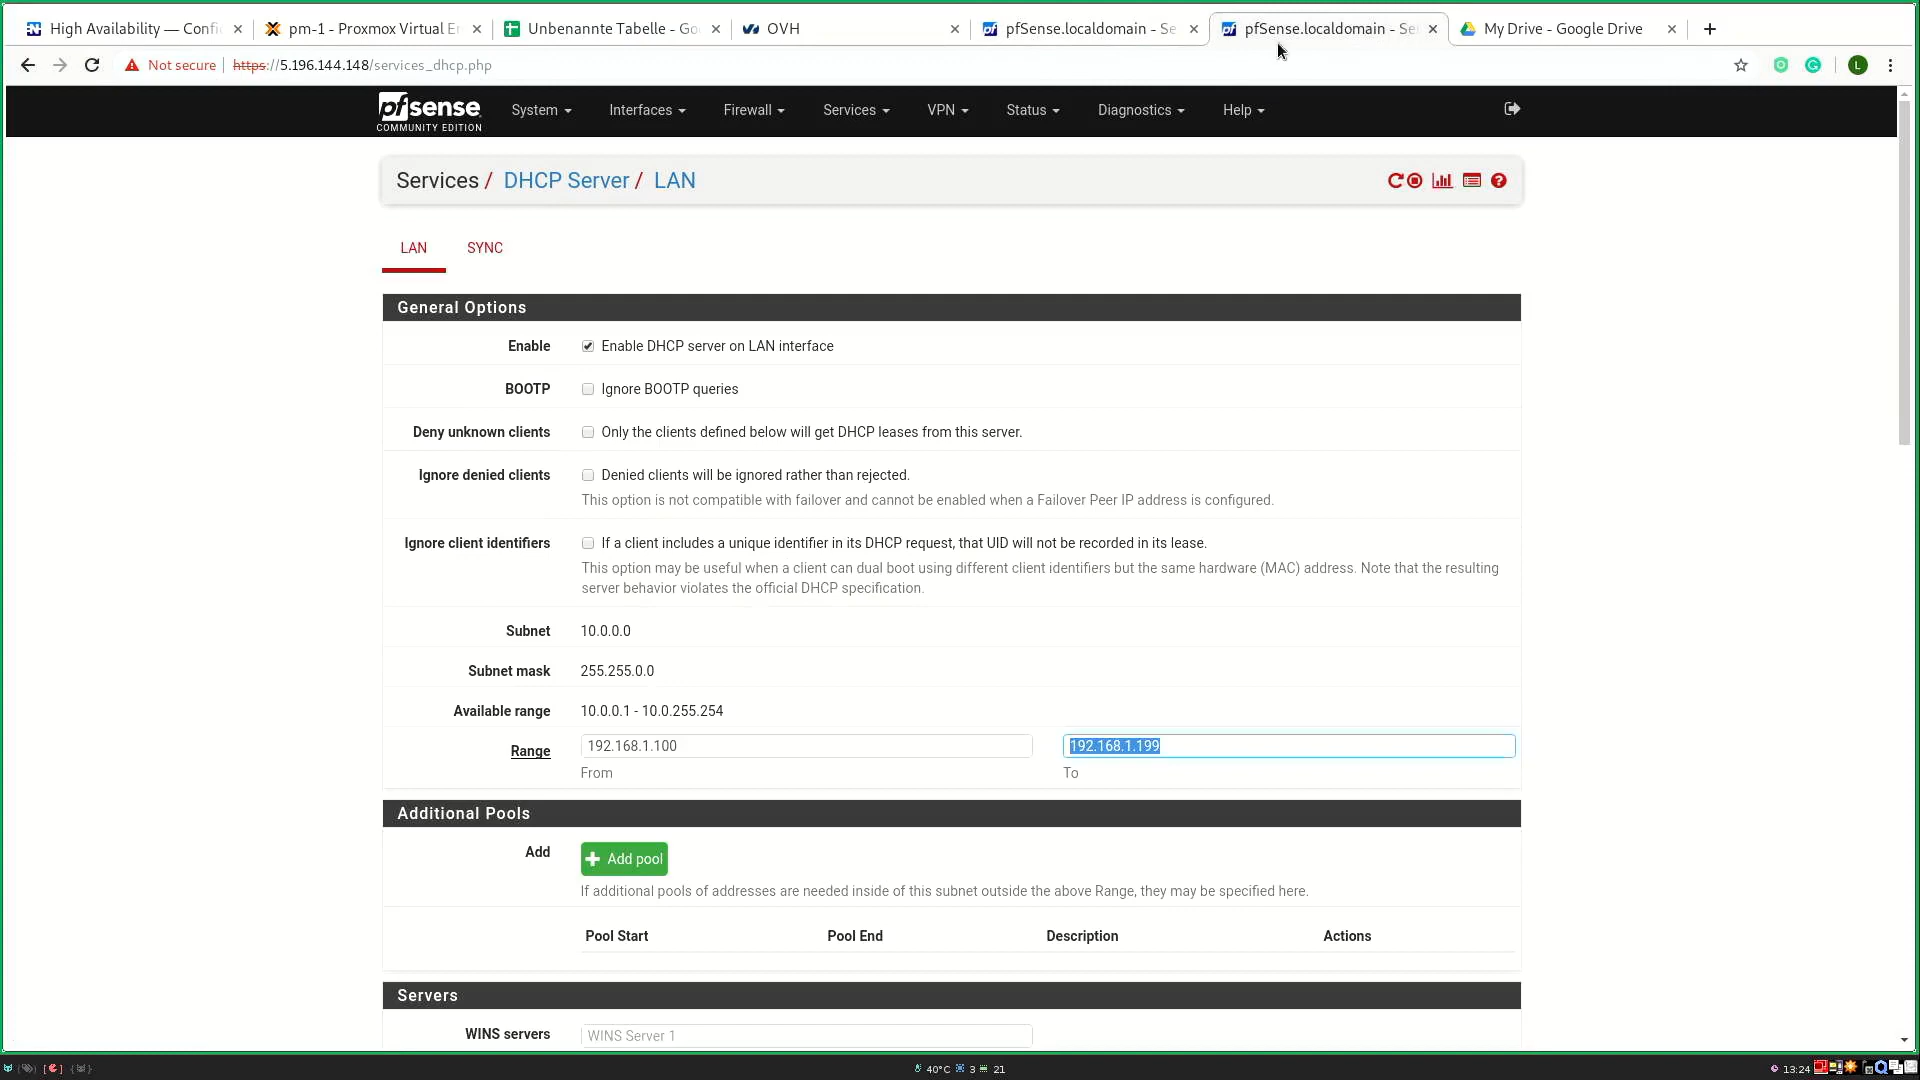 High Availability — Confi
pm-1 - Proxmox Virtual E
Unbenannte Tabelle - Go
OVH
pfSense.localdomain - Se
pfSense.localdomain - Se
My Drive - Google Drive
Not secure
https://5.196.144.148/services_dhcp.php
L
pfsense
COMMUNITY EDITION
System
Interfaces
Firewall
Services
VPN
Status
Diagnostics
Help
Services / DHCP Server / LAN
LAN
SYNC
General Options
Enable
Enable DHCP server on LAN interface
BOOTP
Ignore BOOTP queries
Deny unknown clients
Only the clients defined below will get DHCP leases from this server.
Ignore denied clients
Denied clients will be ignored rather than rejected.
This option is not compatible with failover and cannot be enabled when a Failover Peer IP address is configured.
Ignore client identifiers
If a client includes a unique identifier in its DHCP request, that UID will not be recorded in its lease.
This option may be useful when a client can dual boot using different client identifiers but the same hardware (MAC) address. Note that the resulting
server behavior violates the official DHCP specification.
Subnet
10.0.0.0
Subnet mask
255.255.0.0
Available range
10.0.0.1 - 10.0.255.254
Range
192.168.1.100
192.168.1.199
From
To
Additional Pools
Add
Add pool
If additional pools of addresses are needed inside of this subnet outside the above Range, they may be specified here.
Pool Start
Pool End
Description
Actions
Servers
WINS servers
WINS Server 1
40°C
3
21
13:24